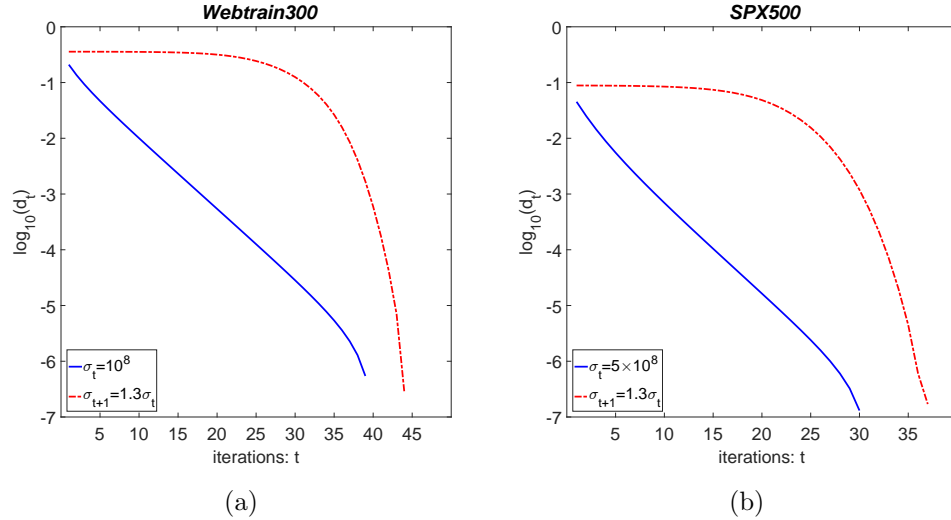 Webtrain300
0
-1
-2
-3
-4
-5
-6
-7
log10(dt)
σt=10^8
σt+1=1.3σt
5 10 15 20 25 30 35 40 45
iterations: t
(a)
SPX500
0
-1
-2
-3
-4
-5
-6
-7
log10(dt)
σt=5×10^8
σt+1=1.3σt
5 10 15 20 25 30 35
iterations: t
(b)